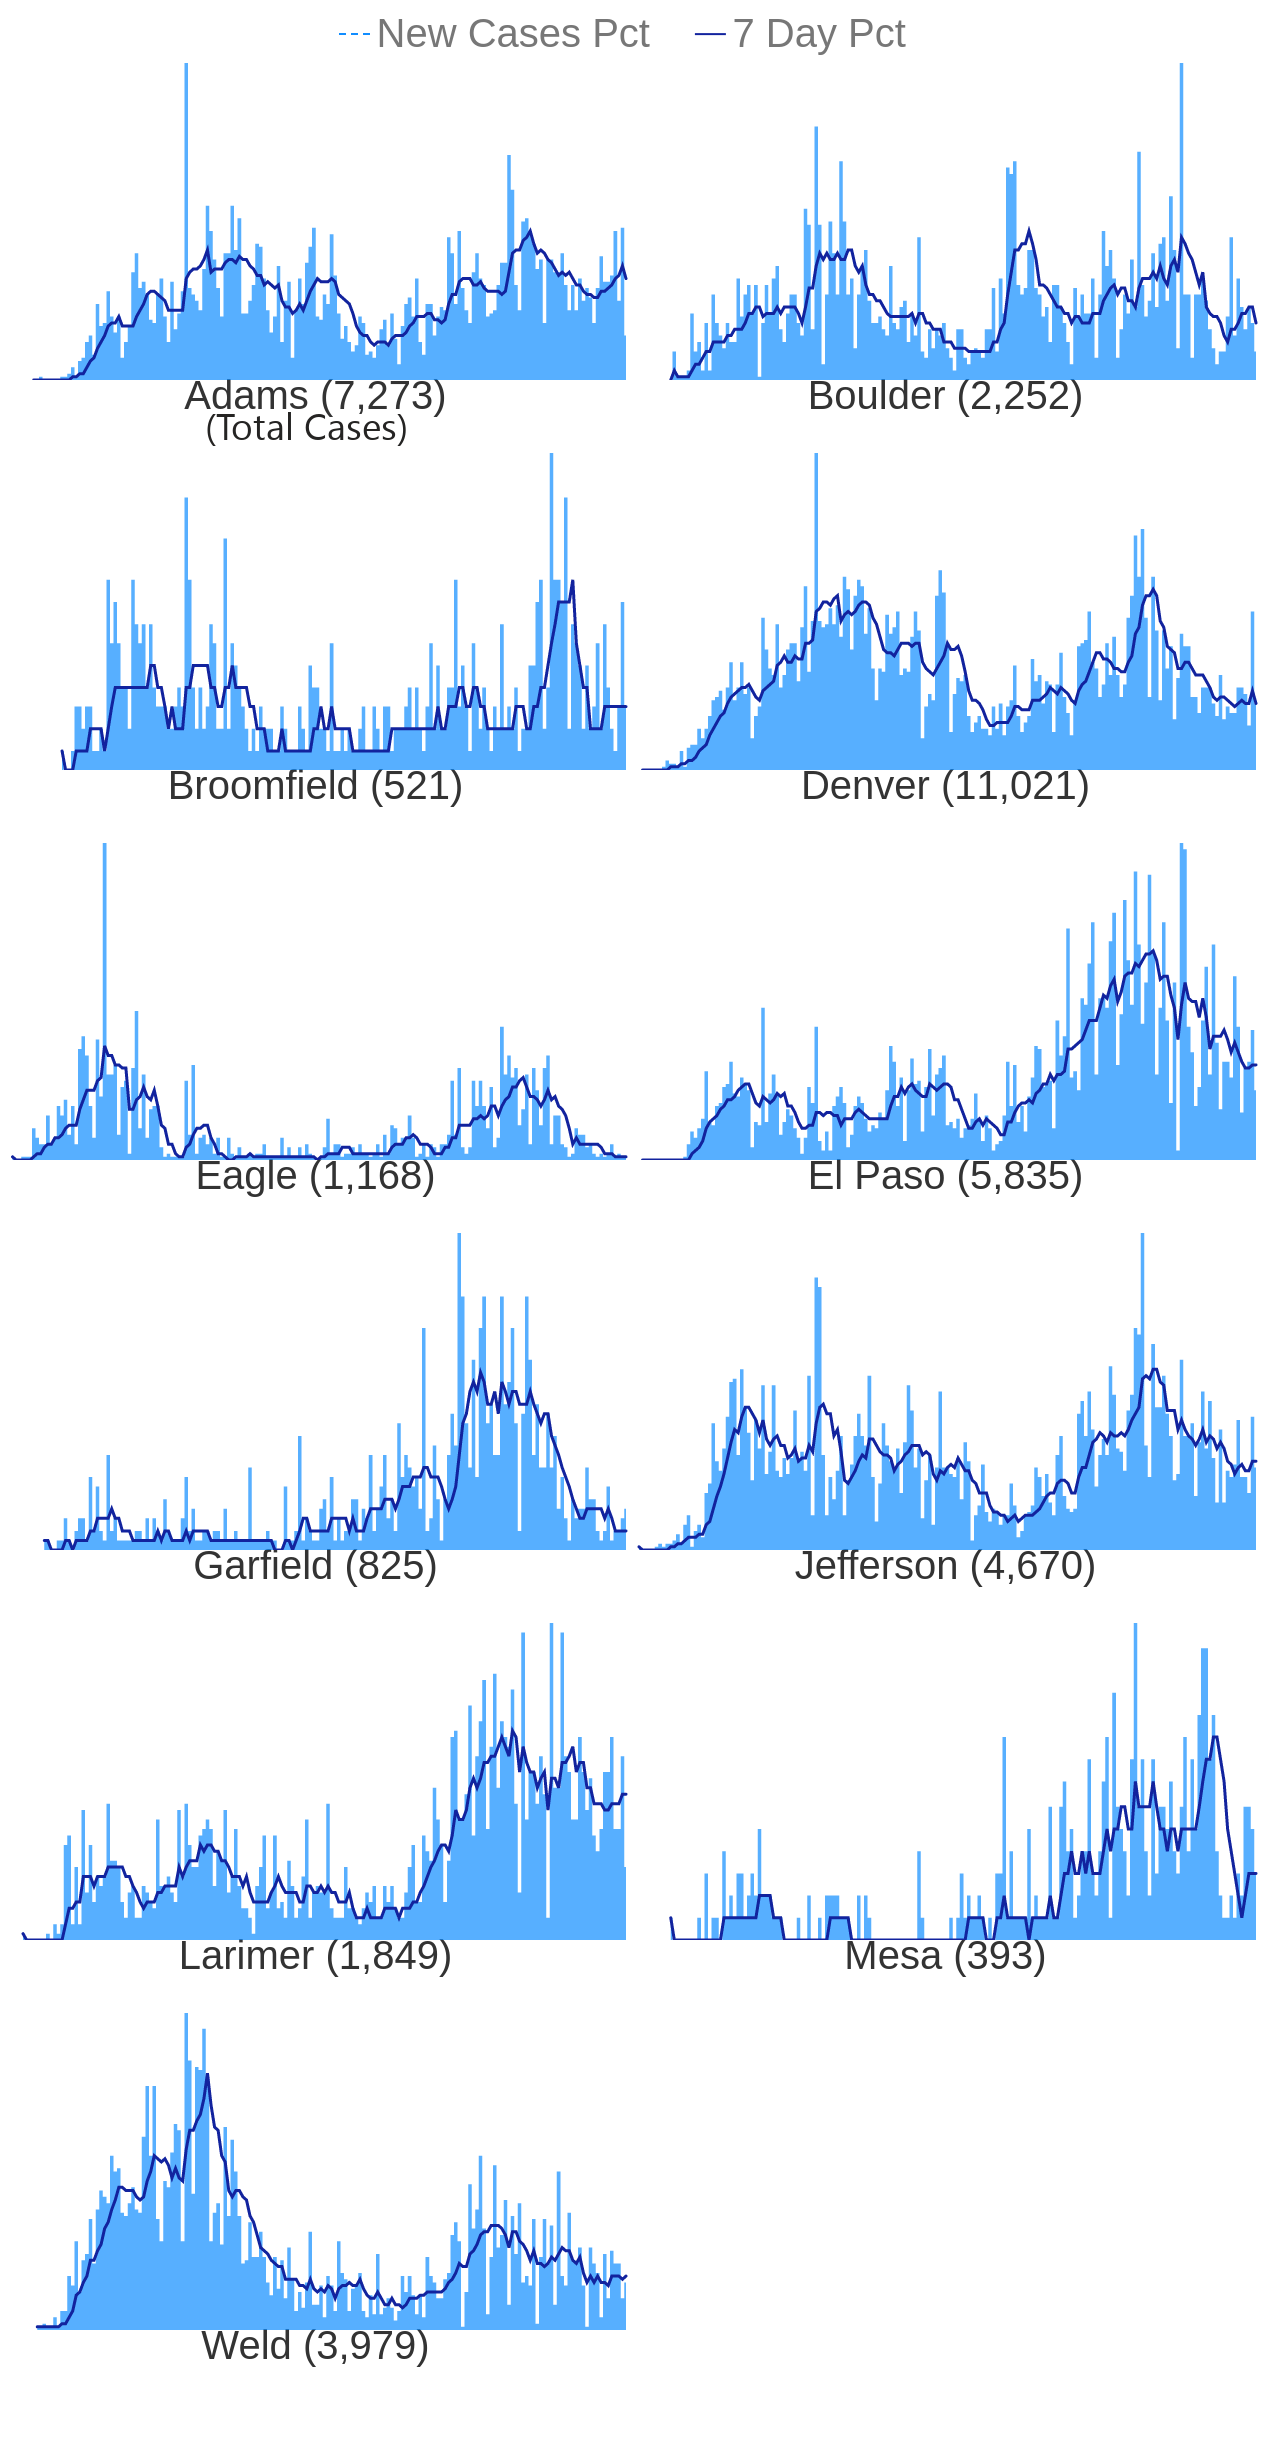 New Cases Pct 7 Day Pct
Adams (7,273) Boulder (2,252)
(Total Cases)
Broomfield (521) Denver (11,021)
Eagle (1,168) El Paso (5,835)
Garfield (825) Jefferson (4,670)
Larimer (1,849) Mesa (393)
Weld (3,979)